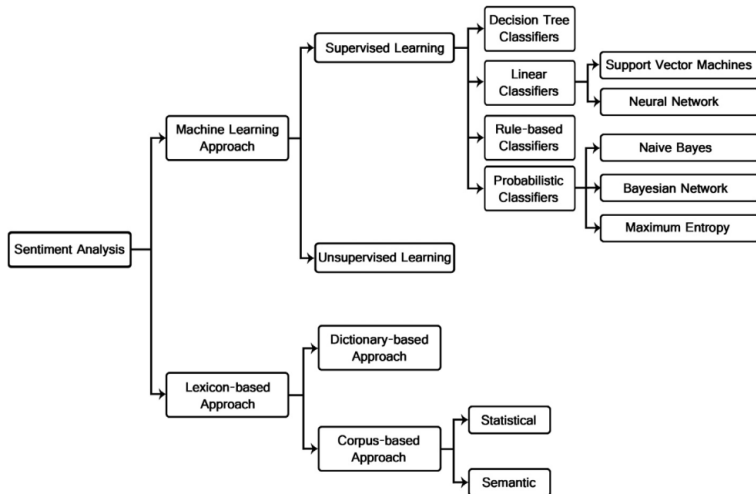 Sentiment Analysis
Machine Learning
Approach
Supervised Learning
Decision Tree
Classifiers
Linear
Classifiers
Support Vector Machines
Neural Network
Rule-based
Classifiers
Probabilistic
Classifiers
Naive Bayes
Bayesian Network
Maximum Entropy
Unsupervised Learning
Lexicon-based
Approach
Dictionary-based
Approach
Corpus-based
Approach
Statistical
Semantic